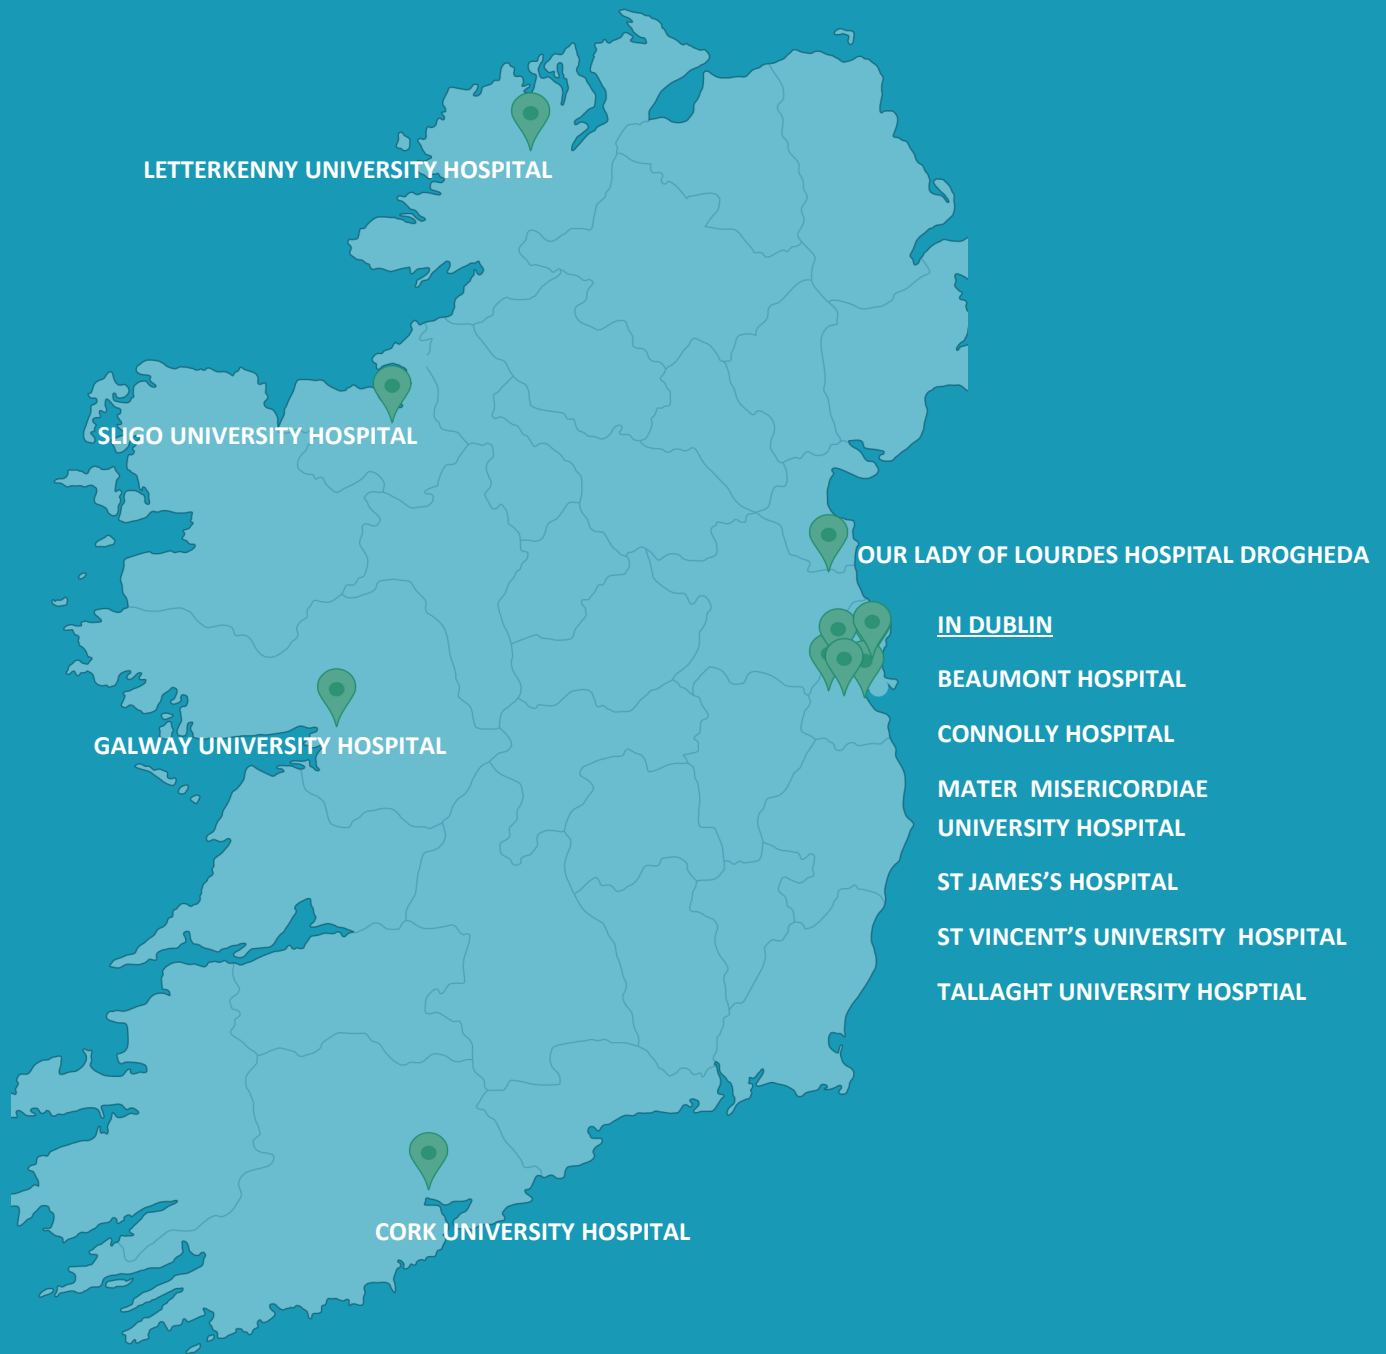 LETTERKENNY UNIVERSITY HOSPITAL
SLIGO UNIVERSITY HOSPITAL
OUR LADY OF LOURDES HOSPITAL DROGHEDA
IN DUBLIN
BEAUMONT HOSPITAL
CONNOLLY HOSPITAL
GALWAY UNIVERSITY HOSPITAL
MATER MISERICORDIAE
UNIVERSITY HOSPITAL
ST JAMES’S HOSPITAL
ST VINCENT’S UNIVERSITY HOSPITAL
TALLAGHT UNIVERSITY HOSPTIAL
CORK UNIVERSITY HOSPITAL